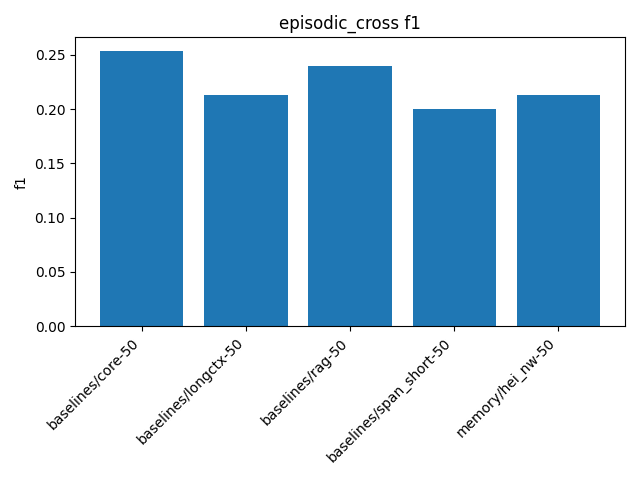 episodic_cross f1
f1
0.25
0.20
0.15
0.10
0.05
0.00
baselines/core-50
baselines/longctx-50
baselines/rag-50
baselines/span_short-50
memory/hei_nw-50